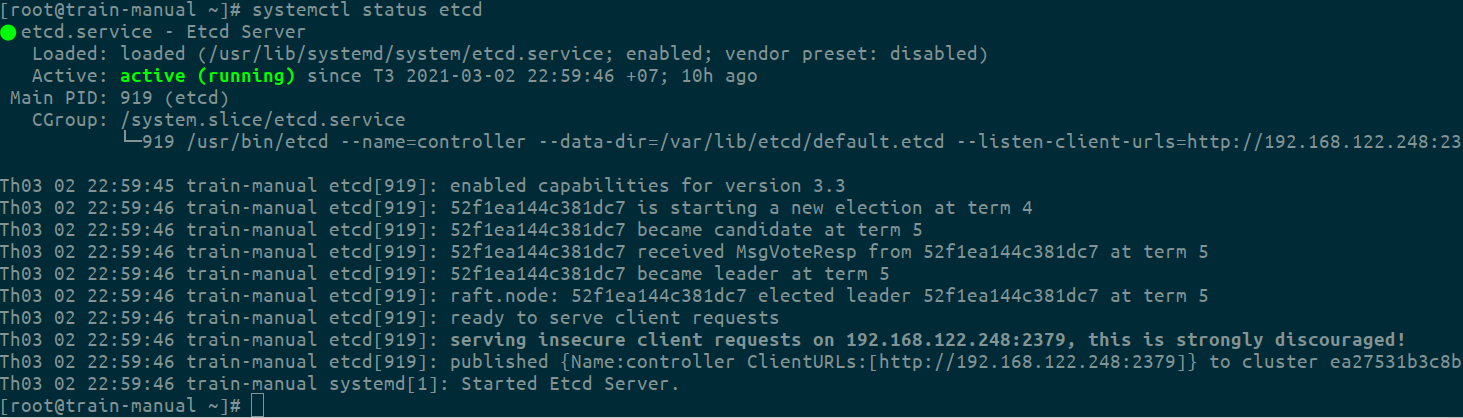 [root@train-manual ~]# systemctl status etcd
● etcd.service - Etcd Server
   Loaded: loaded (/usr/lib/systemd/system/etcd.service; enabled; vendor preset: disabled)
   Active: active (running) since T3 2021-03-02 22:59:46 +07; 10h ago
 Main PID: 919 (etcd)
   CGroup: /system.slice/etcd.service
           └─919 /usr/bin/etcd --name=controller --data-dir=/var/lib/etcd/default.etcd --listen-client-urls=http://192.168.122.248:23
Th03 02 22:59:45 train-manual etcd[919]: enabled capabilities for version 3.3
Th03 02 22:59:46 train-manual etcd[919]: 52f1ea144c381dc7 is starting a new election at term 4
Th03 02 22:59:46 train-manual etcd[919]: 52f1ea144c381dc7 became candidate at term 5
Th03 02 22:59:46 train-manual etcd[919]: 52f1ea144c381dc7 received MsgVoteResp from 52f1ea144c381dc7 at term 5
Th03 02 22:59:46 train-manual etcd[919]: 52f1ea144c381dc7 became leader at term 5
Th03 02 22:59:46 train-manual etcd[919]: raft.node: 52f1ea144c381dc7 elected leader 52f1ea144c381dc7 at term 5
Th03 02 22:59:46 train-manual etcd[919]: ready to serve client requests
Th03 02 22:59:46 train-manual etcd[919]: serving insecure client requests on 192.168.122.248:2379, this is strongly discouraged!
Th03 02 22:59:46 train-manual etcd[919]: published {Name:controller ClientURLs:[http://192.168.122.248:2379]} to cluster ea27531b3c8b
Th03 02 22:59:46 train-manual systemd[1]: Started Etcd Server.
[root@train-manual ~]#